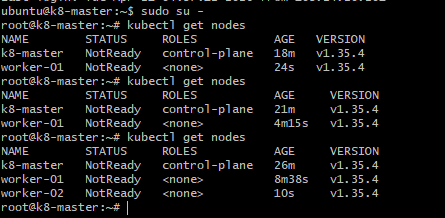 ubuntu@k8-master:~$ sudo su -
root@k8-master:~# kubectl get nodes
NAME STATUS ROLES AGE VERSION
k8-master NotReady control-plane 18m v1.35.4
worker-01 NotReady <none> 24s v1.35.4
root@k8-master:~# kubectl get nodes
NAME STATUS ROLES AGE VERSION
k8-master NotReady control-plane 21m v1.35.4
worker-01 NotReady <none> 4m15s v1.35.4
root@k8-master:~# kubectl get nodes
NAME STATUS ROLES AGE VERSION
k8-master NotReady control-plane 26m v1.35.4
worker-01 NotReady <none> 8m38s v1.35.4
worker-02 NotReady <none> 10s v1.35.4
root@k8-master:~#